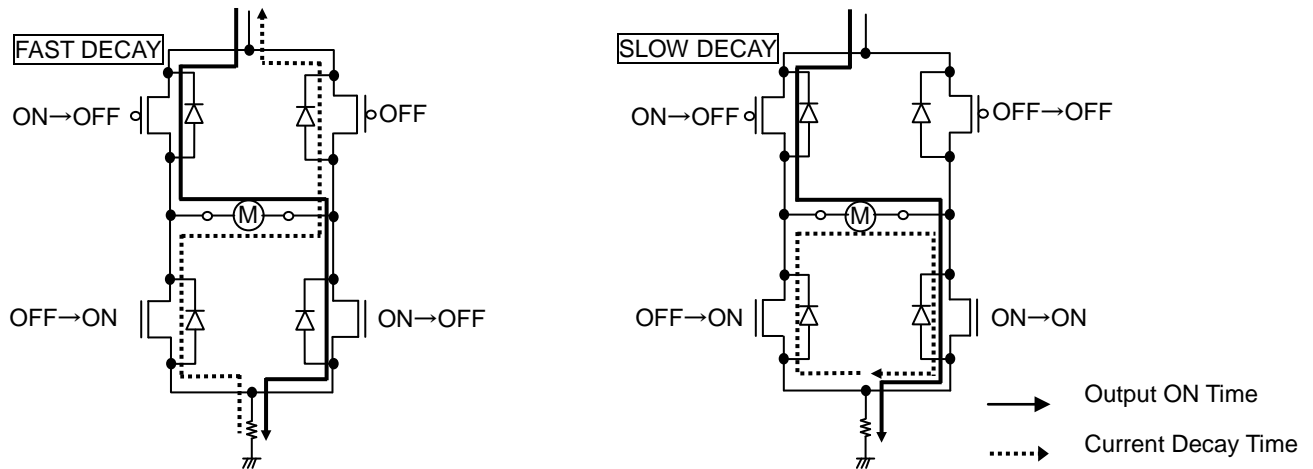 FAST DECAY
ON→OFF
OFF
M
OFF→ON
ON→OFF
SLOW DECAY
ON→OFF
OFF→OFF
M
OFF→ON
ON→ON
Output ON Time
Current Decay Time